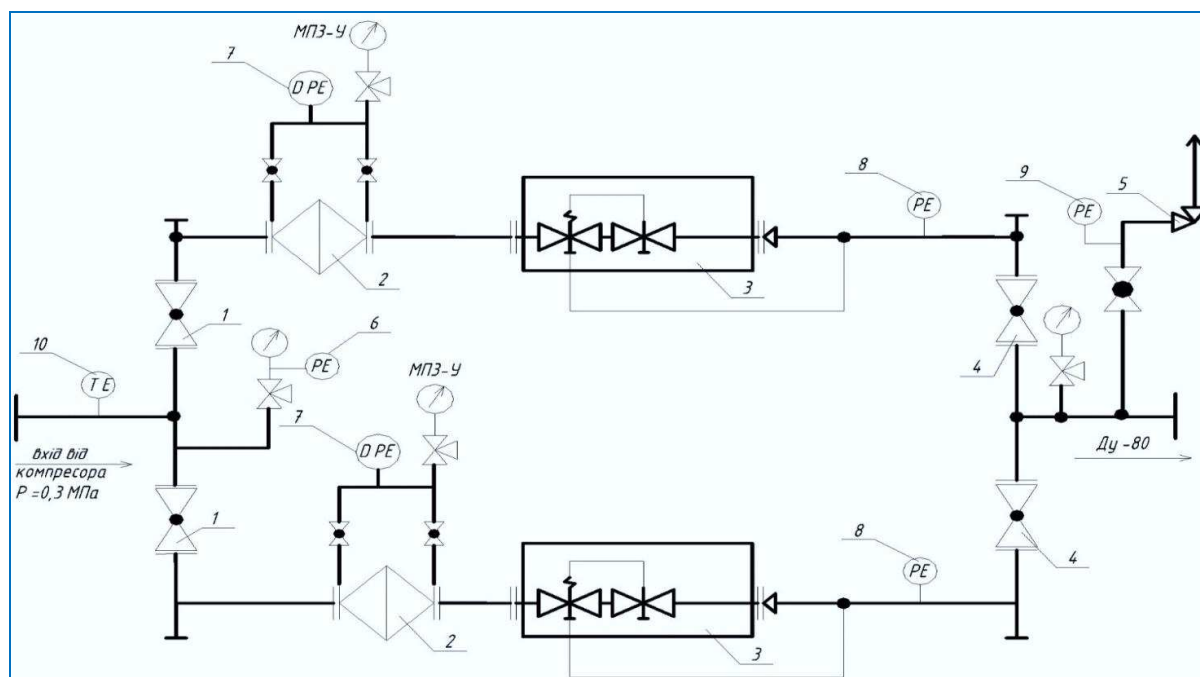 МПЗ-У
7
D PE
8
9
5
PE
PE
2
3
1
6
10
PE
4
T E
МПЗ-У
7
D PE
вхід від
компресора
P =0,3 МПа
Ду -80
1
8
4
PE
2
3